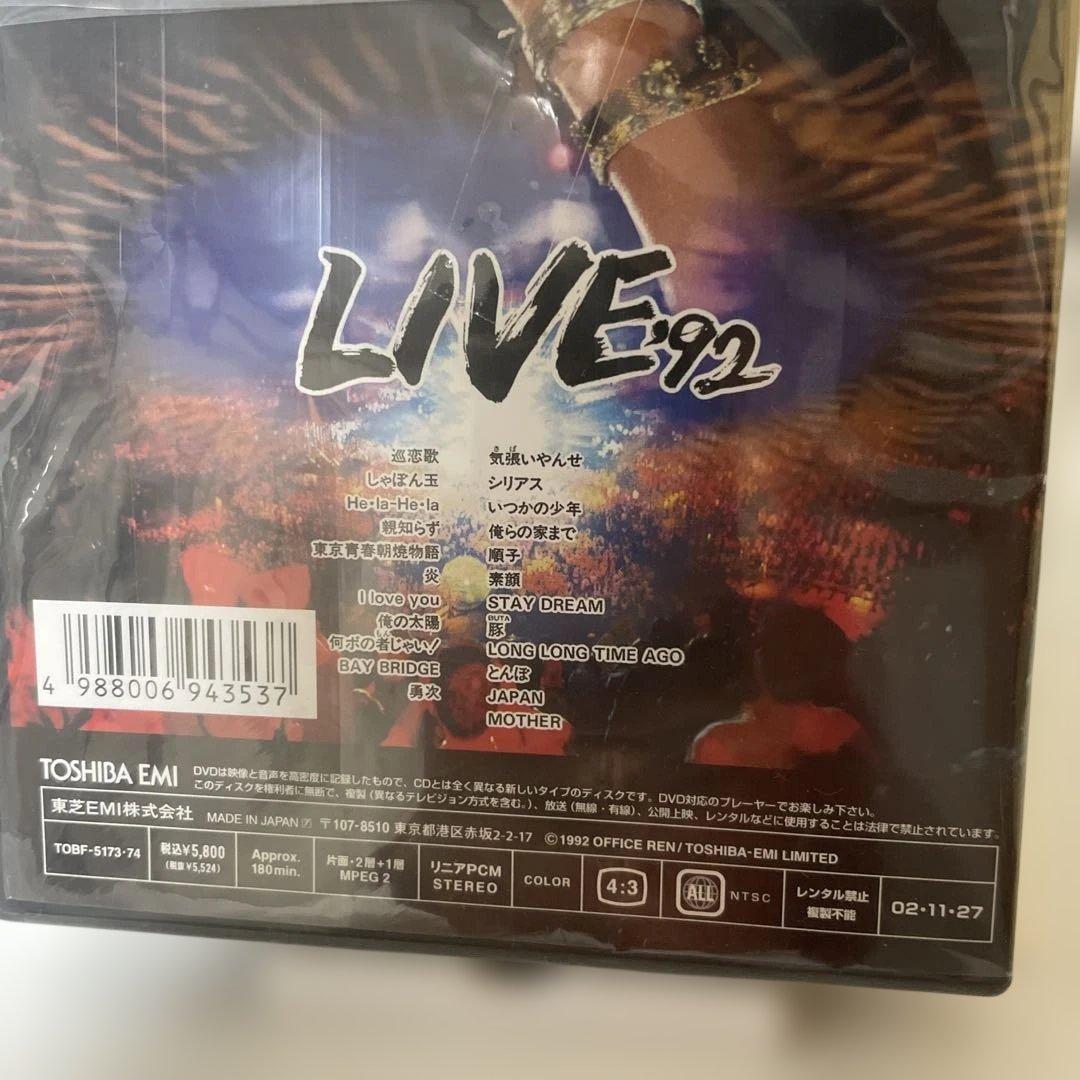 LIVE'92
巡恋歌
しゃぼん玉
He・la-He・la
親知らず
東京青春朝焼物語
炎
I love you
俺の太陽
何ボの者じゃい!
もん
BAY BRIDGE
勇次
きば
気張いやんせ
シリアス
いつかの少年
俺らの家まで
順子
素顔
STAY DREAM
BUTA
豚
LONG LONG TIME AGO
とんぼ
JAPAN
MOTHER
4 988006 943537
TOSHIBA EMI
DVDは映像と音声を高密度に記録したもので、CDとは全く異なる新しいタイプのディスクです。DVD対応のプレーヤーでお楽しみ下さい。
このディスクを権利者に無断で、複製(異なるテレビジョン方式を含む。)、放送(無線・有線)、公開上映、レンタルなどに使用することは法律で禁止されています。
東芝EMI株式会社 MADE IN JAPAN 〒107-8510 東京都港区赤坂2-2-17 ©1992 OFFICE REN/TOSHIBA-EMI LIMITED
TOBF-5173・74
税込¥5,800
(税抜¥5,524)
Approx.
180min.
片面・2層+1層
MPEG 2
リニアPCM
STEREO
COLOR
4:3
ALL
NTSC
レンタル禁止
複製不能
02・11・27